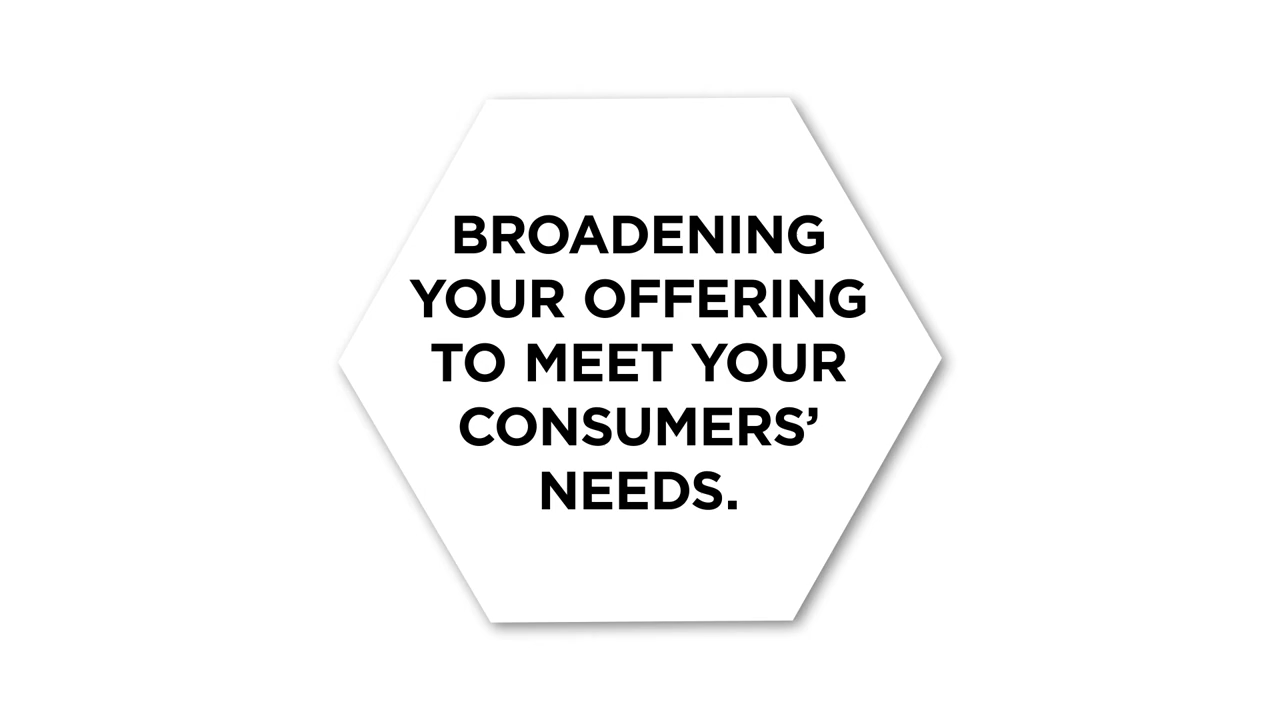 BROADENING
YOUR OFFERING
TO MEET YOUR
CONSUMERS’
NEEDS.